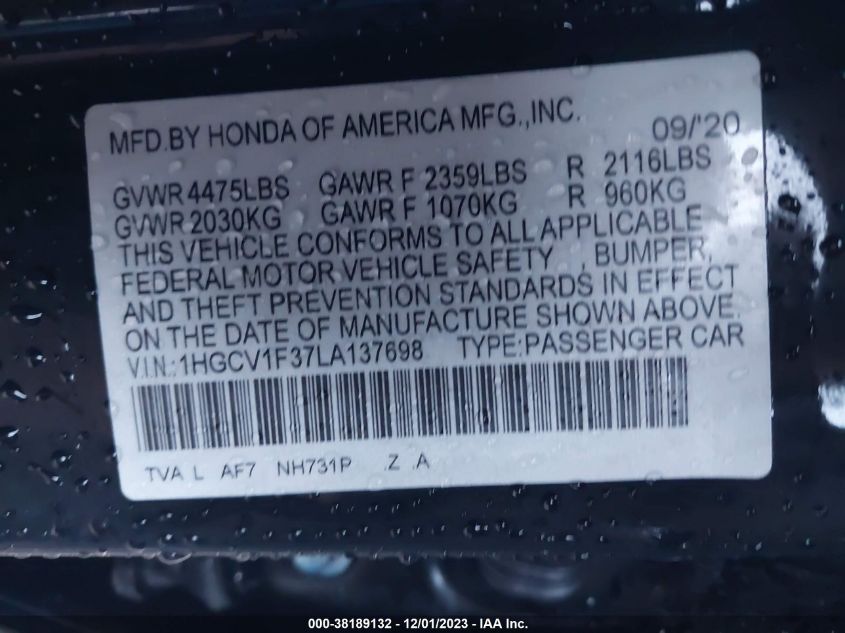 MFD.BY HONDA OF AMERICA MFG.,INC. 09/'20
GVWR 4475LBS GAWR F 2359LBS R 2116LBS
GVWR 2030KG GAWR F 1070KG R 960KG
THIS VEHICLE CONFORMS TO ALL APPLICABLE
FEDERAL MOTOR VEHICLE SAFETY , BUMPER,
AND THEFT PREVENTION STANDARDS IN EFFECT
ON THE DATE OF MANUFACTURE SHOWN ABOVE.
V.I.N.:1HGCV1F37LA137698 TYPE:PASSENGER CAR
TVA L AF7 NH731P .Z .A
000-38189132 - 12/01/2023 - IAA Inc.